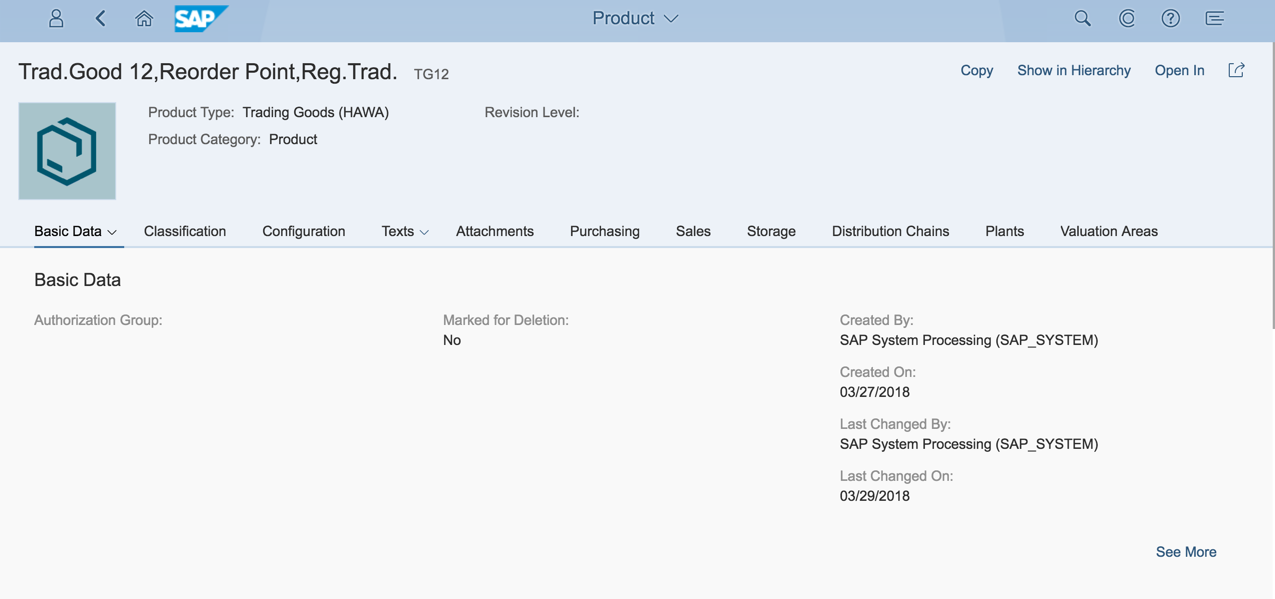 SAP
Product
Trad.Good 12,Reorder Point,Reg.Trad. TG12
Copy Show in Hierarchy Open In
Product Type: Trading Goods (HAWA) Revision Level:
Product Category: Product
Basic Data Classification Configuration Texts Attachments Purchasing Sales Storage Distribution Chains Plants Valuation Areas
Basic Data
Authorization Group:
Marked for Deletion:
No
Created By:
SAP System Processing (SAP_SYSTEM)
Created On:
03/27/2018
Last Changed By:
SAP System Processing (SAP_SYSTEM)
Last Changed On:
03/29/2018
See More